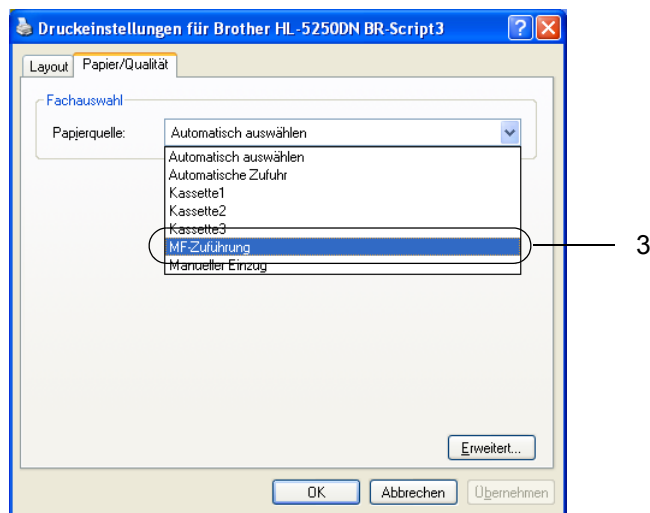 Druckeinstellungen für Brother HL-5250DN BR-Script3
Layout Papier/Qualität
Fachauswahl
Papierquelle: Automatisch auswählen
Automatisch auswählen
Automatische Zufuhr
Kassette1
Kassette2
Kassette3
MF-Zuführung 3
Manueller Einzug
Erweitert...
OK Abbrechen Übernehmen